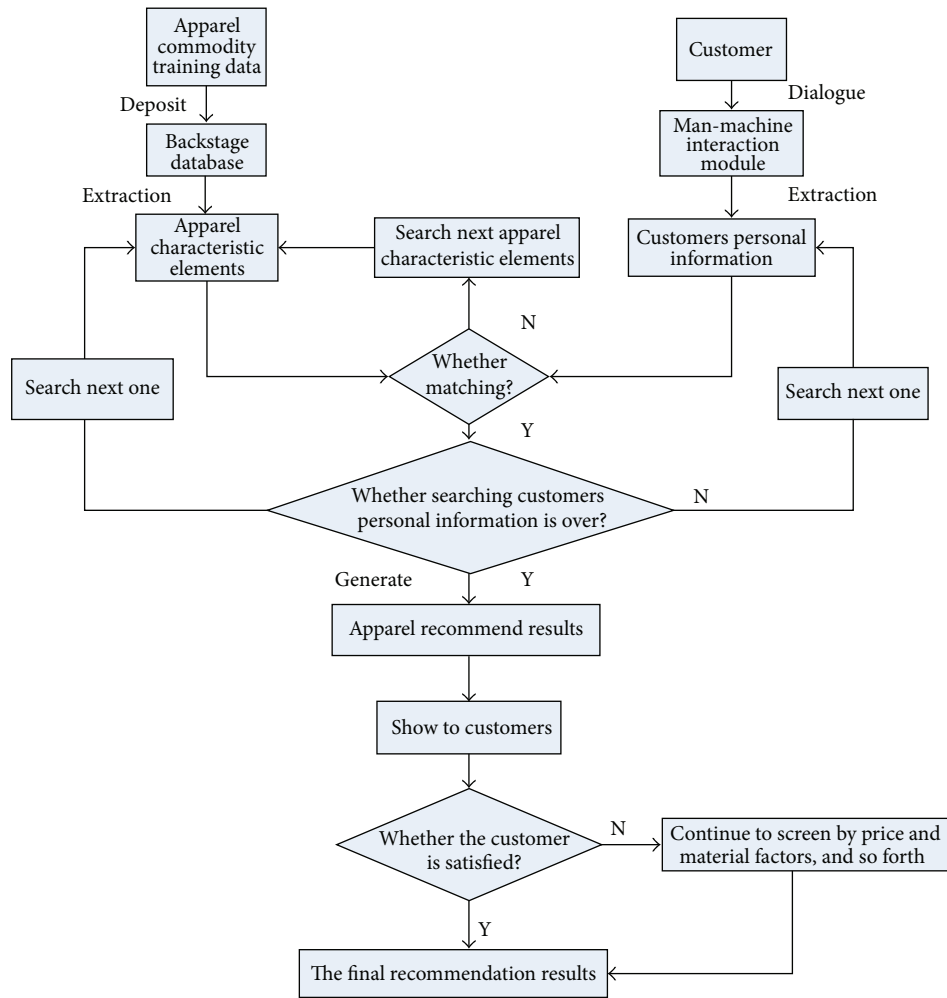 Apparel
commodity
training data
Customer
Deposit
Dialogue
Backstage
database
Man-machine
interaction
module
Extraction
Extraction
Apparel
characteristic
elements
Search next apparel
characteristic elements
Customers personal
information
N
Whether
matching?
Search next one
Search next one
Y
Whether searching customers
personal information is over?
N
Generate
Y
Apparel recommend results
Show to customers
Whether the customer
is satisfied?
N
Continue to screen by price and
material factors, and so forth
Y
The final recommendation results